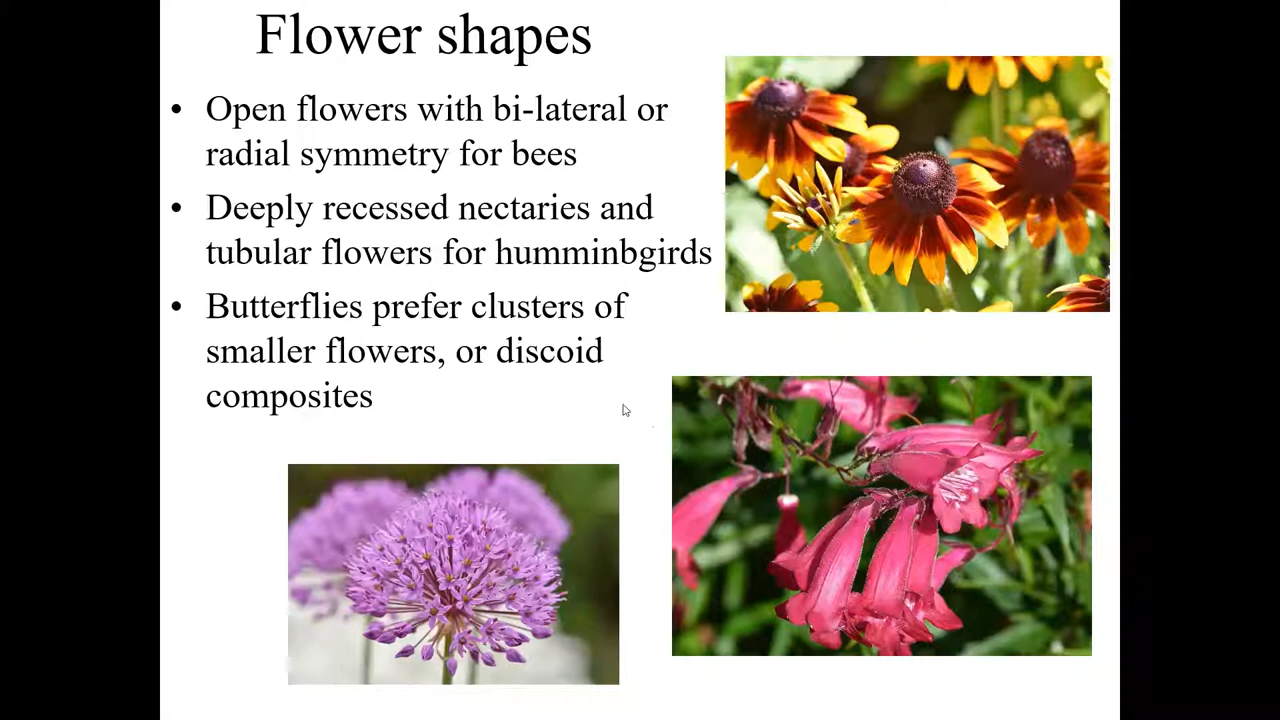 Flower shapes
• Open flowers with bi-lateral or
radial symmetry for bees
• Deeply recessed nectaries and
tubular flowers for humminbgirds
• Butterflies prefer clusters of
smaller flowers, or discoid
composites